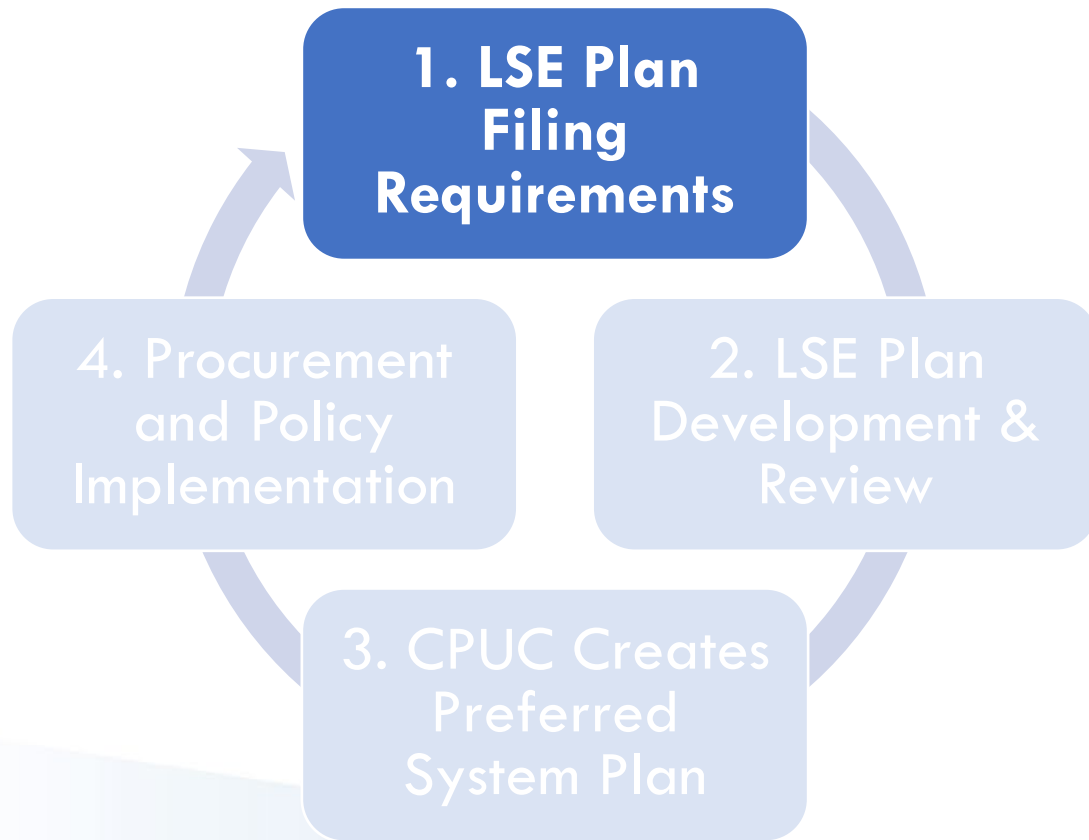 1. LSE Plan
Filing
Requirements
2. LSE Plan
Development &
Review
3. CPUC Creates
Preferred
System Plan
4. Procurement
and Policy
Implementation